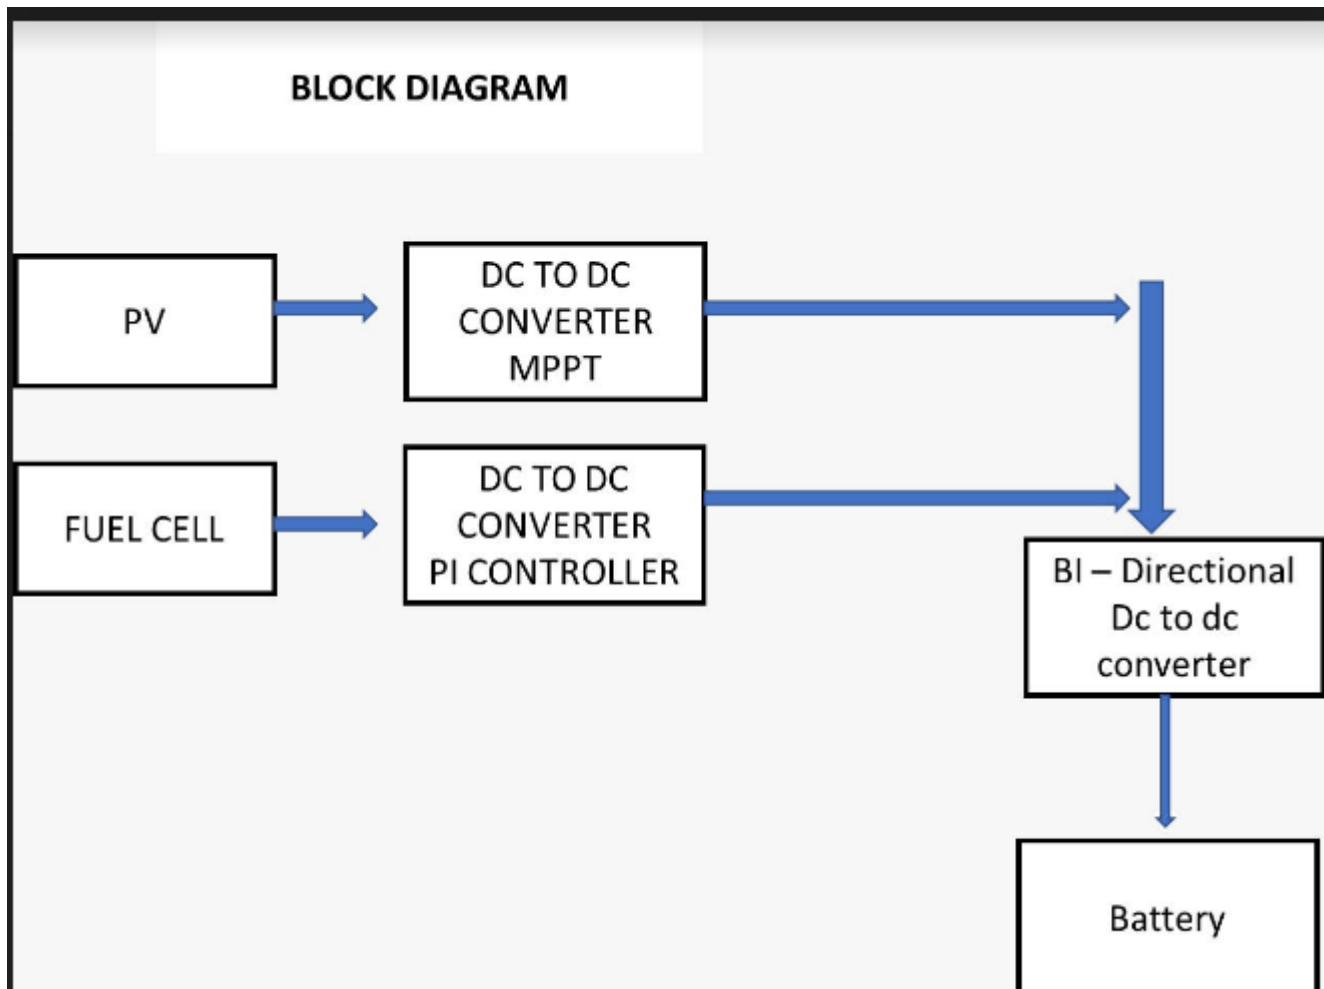 BLOCK DIAGRAM
PV
DC TO DC
CONVERTER
MPPT
FUEL CELL
DC TO DC
CONVERTER
PI CONTROLLER
BI – Directional
Dc to dc
converter
Battery